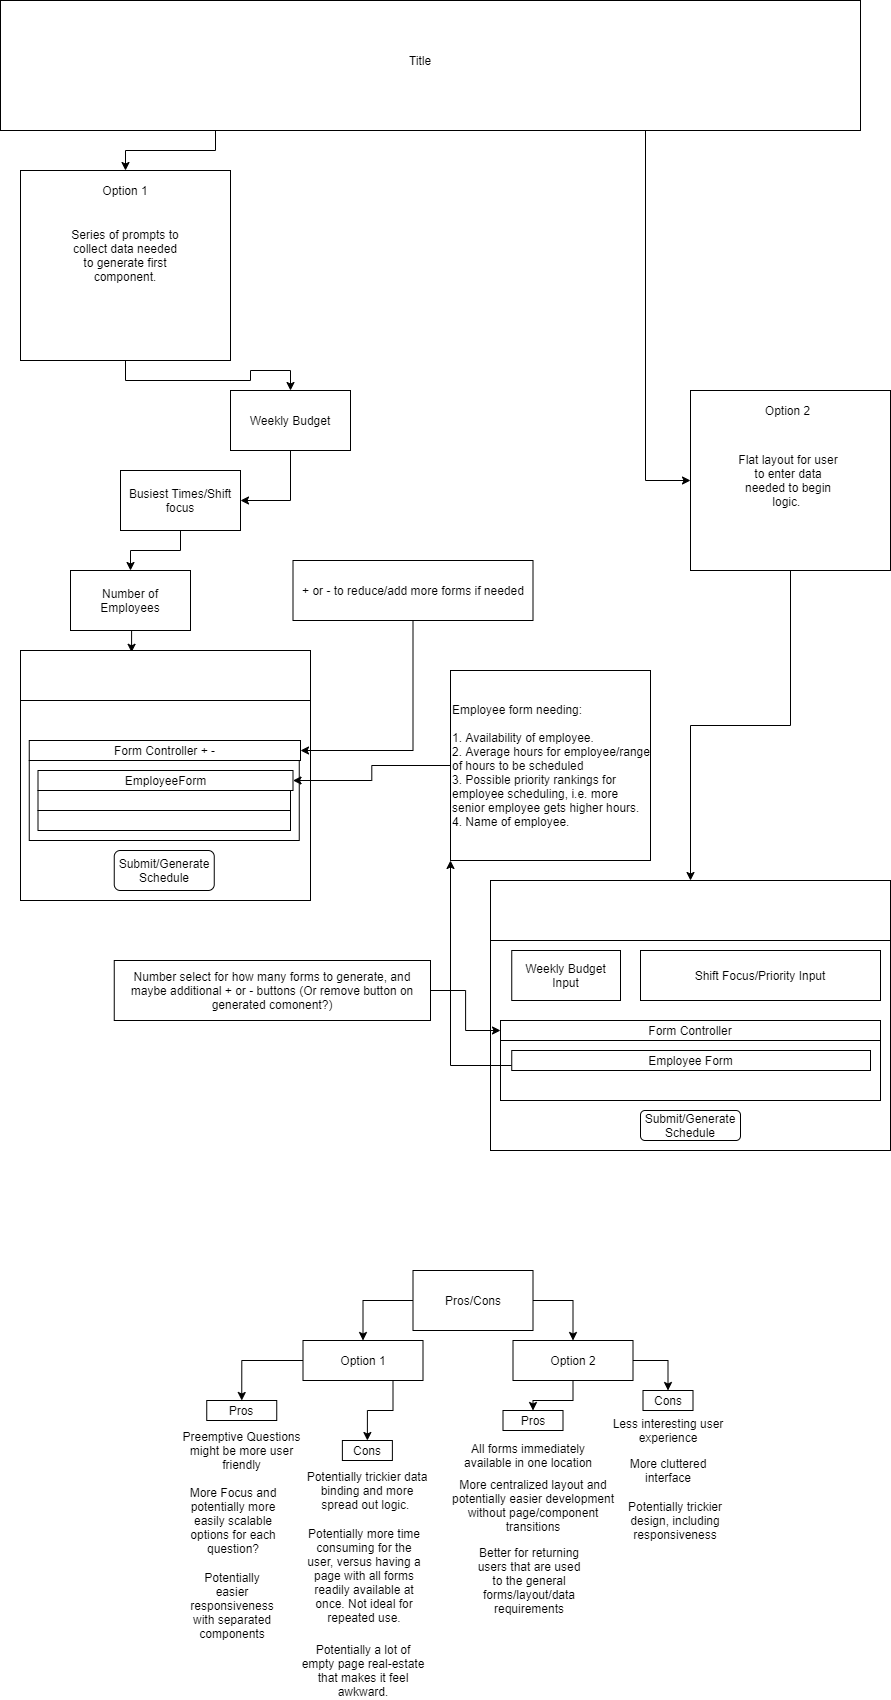 Title
Option 1
Series of prompts to
collect data needed
to generate first
component.
Weekly Budget
Option 2
Flat layout for user
to enter data
needed to begin
logic.
Busiest Times/Shift
focus
Number of
Employees
+ or - to reduce/add more forms if needed
Form Controller + -
EmployeeForm
Submit/Generate
Schedule
Employee form needing:
1. Availability of employee.
2. Average hours for employee/range
of hours to be scheduled
3. Possible priority rankings for
employee scheduling, i.e. more
senior employee gets higher hours.
4. Name of employee.
Number select for how many forms to generate, and
maybe additional + or - buttons (Or remove button on
generated comonent?)
Weekly Budget
Input
Shift Focus/Priority Input
Form Controller
Employee Form
Submit/Generate
Schedule
Pros/Cons
Option 1
Option 2
Pros
Preemptive Questions
might be more user
friendly
More Focus and
potentially more
easily scalable
options for each
question?
Potentially
easier
responsiveness
with separated
components
Cons
Potentially trickier data
binding and more
spread out logic.
Potentially more time
consuming for the
user, versus having a
page with all forms
readily available at
once. Not ideal for
repeated use.
Potentially a lot of
empty page real-estate
that makes it feel
awkward.
Pros
All forms immediately
available in one location
More centralized layout and
potentially easier development
without page/component
transitions
Better for returning
users that are used
to the general
forms/layout/data
requirements
Cons
Less interesting user
experience
More cluttered
interface
Potentially trickier
design, including
responsiveness